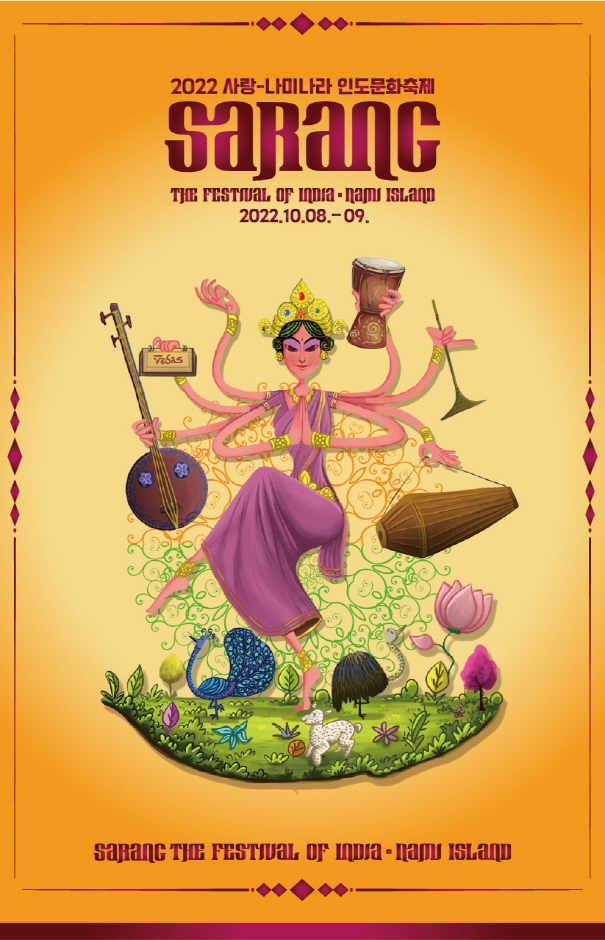 2022 사랑-나미나라 인도문화축제
SARANG
THE FESTIVAL OF INDIA▪NAMI ISLAND
2022.10.08.- 09.
VEDAS
SARANG THE FESTIVAL OF INDIA▪NAMI ISLAND